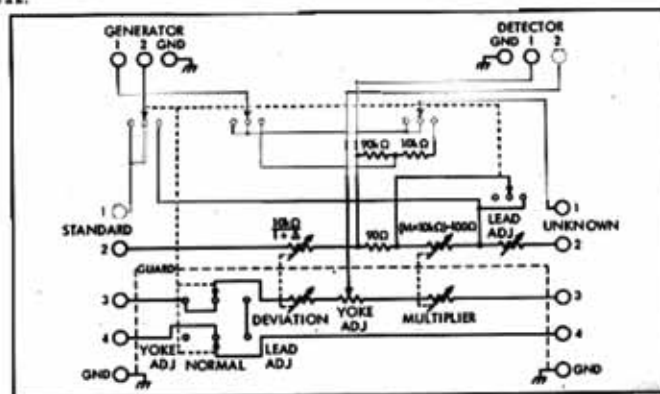 GENERATOR
1 2 GND
DETECTOR
GND 1 2
90kΩ 10kΩ
1
STANDARD
2
10kΩ
1 + Δ
90Ω
(M×10kΩ)-100Ω
LEAD
ADJ
1
UNKNOWN
2
GUARD
3
DEVIATION
YOKE
ADJ
MULTIPLIER
3
4
YOKE
ADJ
NORMAL
LEAD
ADJ
4
GND
GND